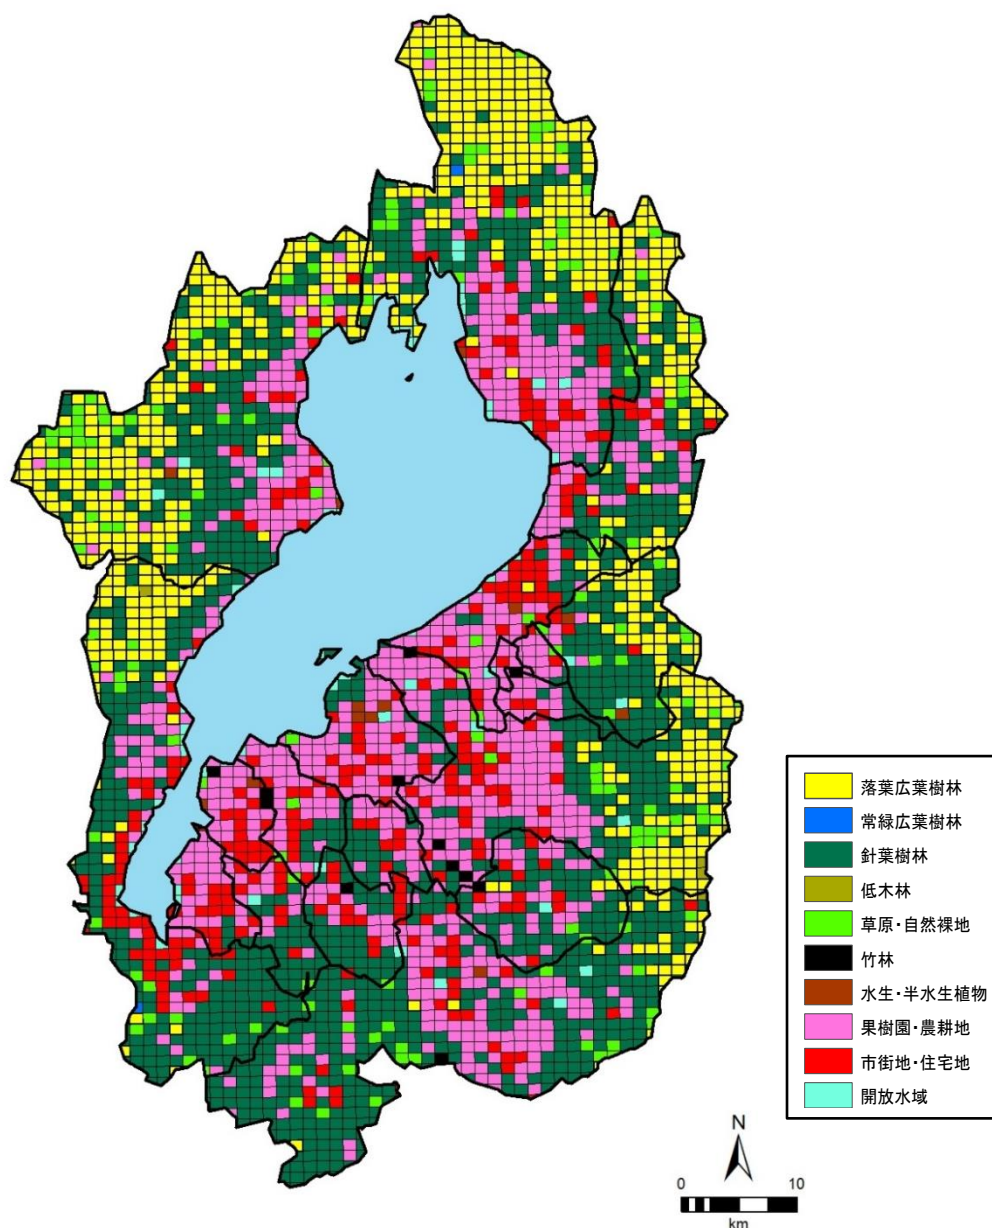 落葉広葉樹林
常緑広葉樹林
針葉樹林
低木林
草原・自然裸地
竹林
水生・半水生植物
果樹園・農耕地
市街地・住宅地
開放水域
N
0 10
km